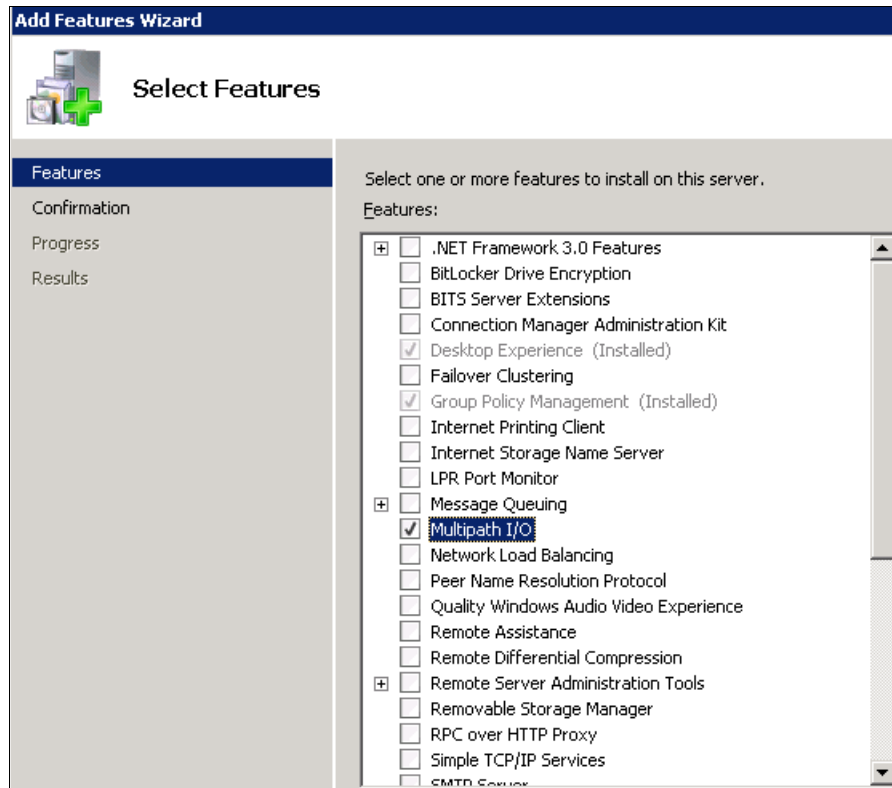 Add Features Wizard
Select Features
Features
Confirmation
Progress
Results
Select one or more features to install on this server.
Features:
.NET Framework 3.0 Features
BitLocker Drive Encryption
BITS Server Extensions
Connection Manager Administration Kit
Desktop Experience (Installed)
Failover Clustering
Group Policy Management (Installed)
Internet Printing Client
Internet Storage Name Server
LPR Port Monitor
Message Queuing
Multipath I/O
Network Load Balancing
Peer Name Resolution Protocol
Quality Windows Audio Video Experience
Remote Assistance
Remote Differential Compression
Remote Server Administration Tools
Removable Storage Manager
RPC over HTTP Proxy
Simple TCP/IP Services
SMTP Server